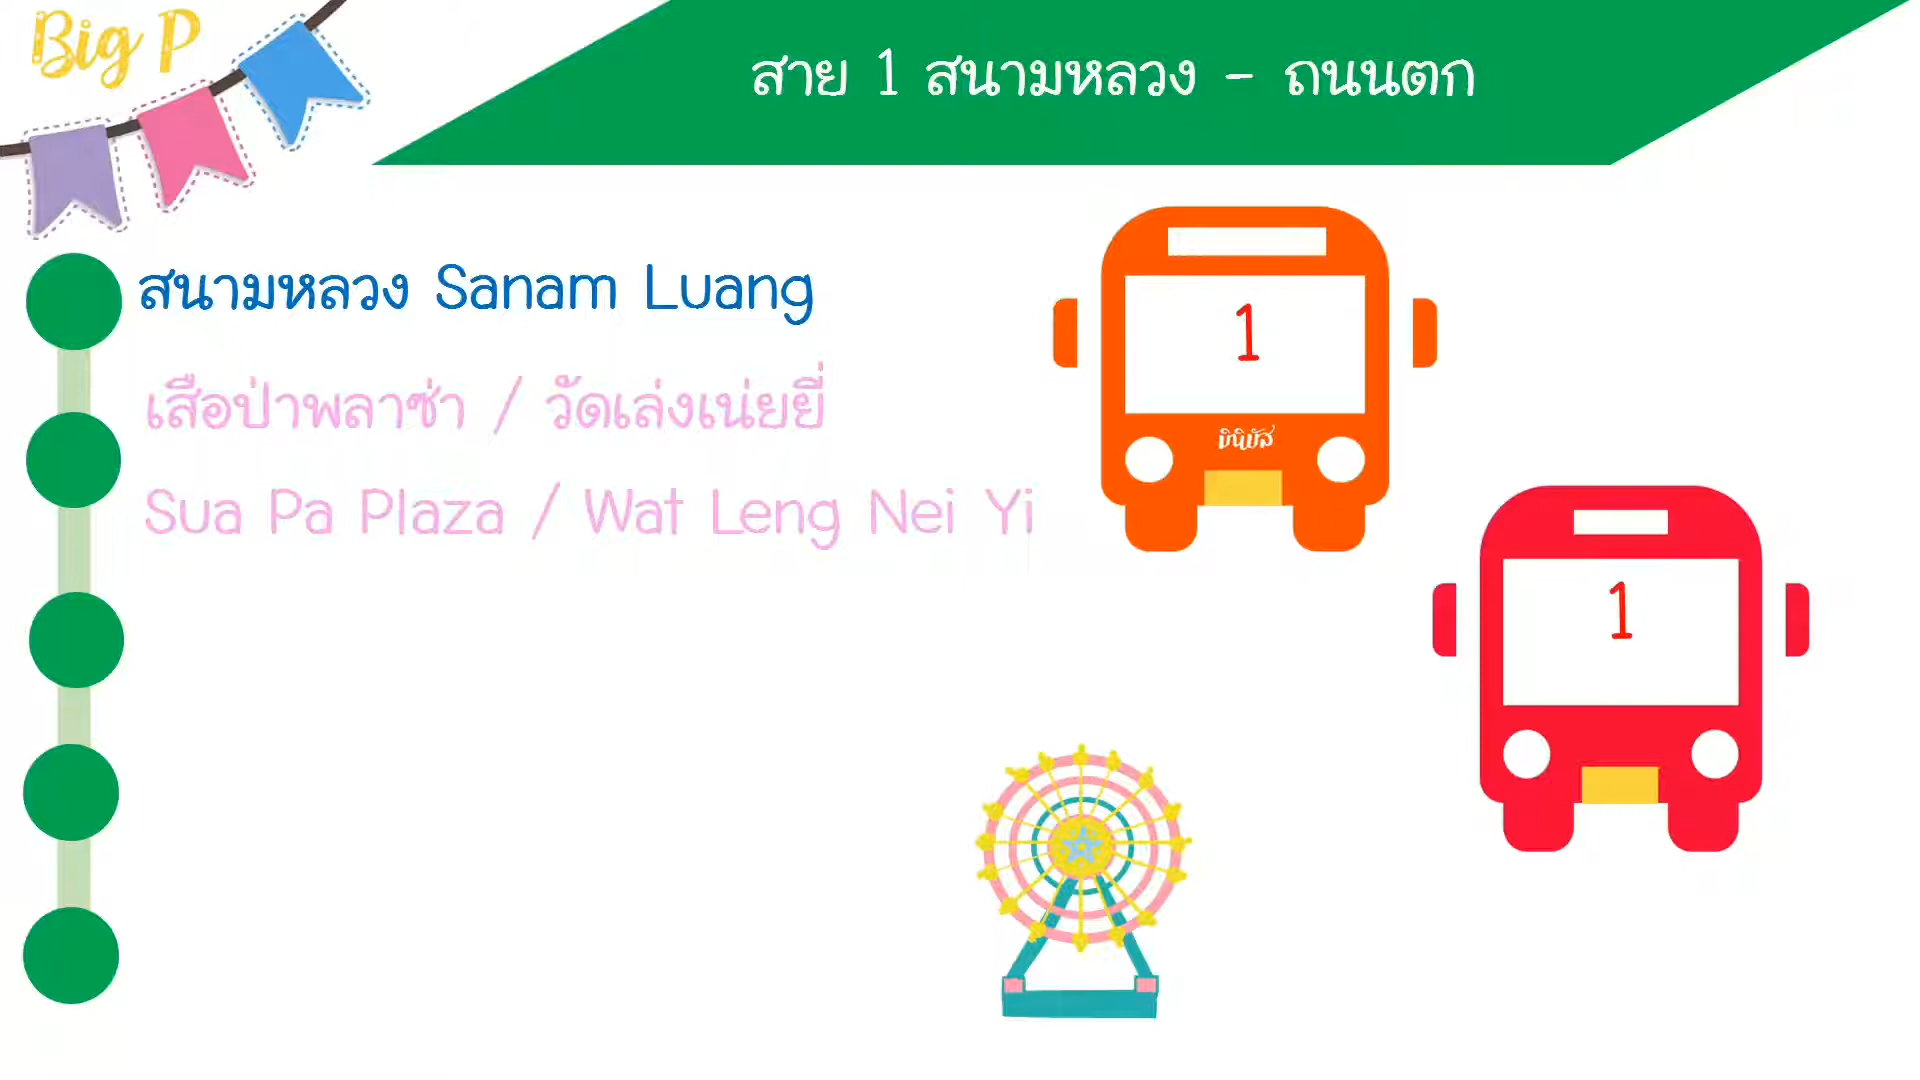 Big P
สาย 1 สนามหลวง - ถนนตก
สนามหลวง Sanam Luang
เสือป่าพลาซ่า / วัดเล่งเน่ยยี่
Sua Pa Plaza / Wat Leng Nei Yi
1
มินิบัส
1